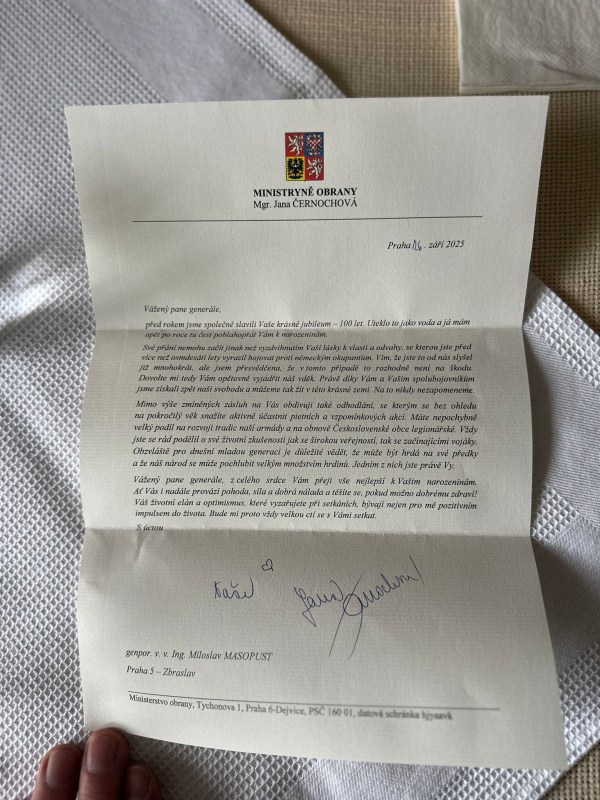 MINISTRYNĚ OBRANY
Mgr. Jana ČERNOCHOVÁ
Praha 26. září 2025
Vážený pane generále,
před rokem jsme společně slavili Vaše krásné jubileum – 100 let. Uteklo to jako voda a já mám
opět po roce tu čest poblahopřát Vám k narozeninám.
Své přání nemohu začít jinak než vyzdvihnutím Vaší lásky k vlasti a odvahy, se kterou jste před
více než osmdesáti lety vyrazil bojovat proti německým okupantům. Vím, že jste to od nás slyšel
již mnohokrát, ale jsem přesvědčena, že v tomto případě to rozhodně není na škodu.
Dovolte mi tedy Vám opětovně vyjádřit náš vděk. Právě díky Vám a Vašim spolubojovníkům
jsme získali zpět naši svobodu a můžeme tak žít v této krásné zemi. Na to nikdy nezapomeneme.
Mimo výše zmíněných zásluh na Vás obdivuji také odhodlání, se kterým se bez ohledu
na pokročilý věk snažíte aktivně účastnit pietních a vzpomínkových akcí. Máte nepochybně
velký podíl na rozvoji tradic naší armády a na obnově Československé obce legionářské. Vždy
jste se rád podělil o své životní zkušenosti jak se širokou veřejností, tak se začínajícími vojáky.
Obzvláště pro dnešní mladou generaci je důležité vědět, že může být hrdá na své předky
a že náš národ se může pochlubit velkým množstvím hrdinů. Jedním z nich jste právě Vy.
Vážený pane generále, z celého srdce Vám přeji vše nejlepší k Vašim narozeninám.
Ať Vás i nadále provází pohoda, síla a dobrá nálada a těšíte se, pokud možno dobrému zdraví!
Váš životní elán a optimismus, které vyzařujete při setkáních, bývají nejen pro mě pozitivním
impulsem do života. Bude mi proto vždy velkou ctí se s Vámi setkat.
S úctou
Vaše
Jana Černochová
genpor. v. v. Ing. Miloslav MASOPUST
Praha 5 – Zbraslav
Ministerstvo obrany, Tychonova 1, Praha 6-Dejvice, PSČ 160 01, datová schránka hjyaavk